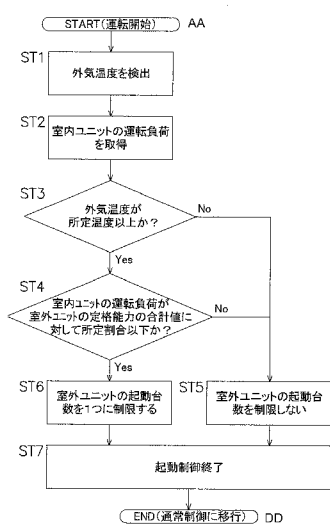 START(運転開始) AA
ST1
外気温度を検出
ST2
室内ユニットの運転負荷
を取得
ST3
外気温度が
所定温度以上か?
No
Yes
ST4
室内ユニットの運転負荷が
室外ユニットの定格能力の合計値に
対して所定割合以下か?
No
Yes
ST6
室外ユニットの起動台
数を1つに制限する
ST5
室外ユニットの起動台
数を制限しない
ST7
起動制御終了
END(通常制御に移行) DD